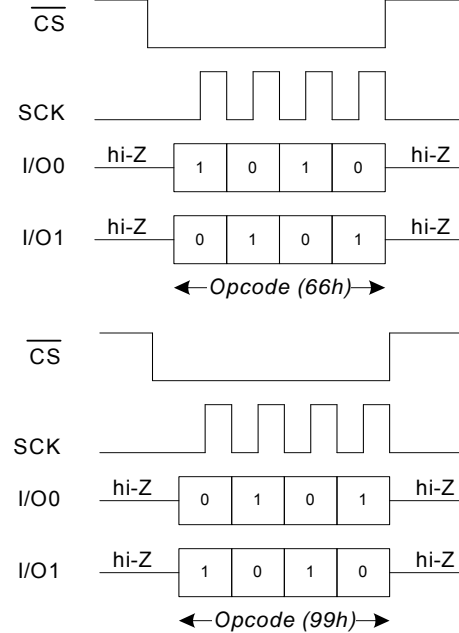 CS
SCK
hi-Z hi-Z
I/O0 1 0 1 0
hi-Z hi-Z
I/O1 0 1 0 1
Opcode (66h)
CS
SCK
hi-Z hi-Z
I/O0 0 1 0 1
hi-Z hi-Z
I/O1 1 0 1 0
Opcode (99h)